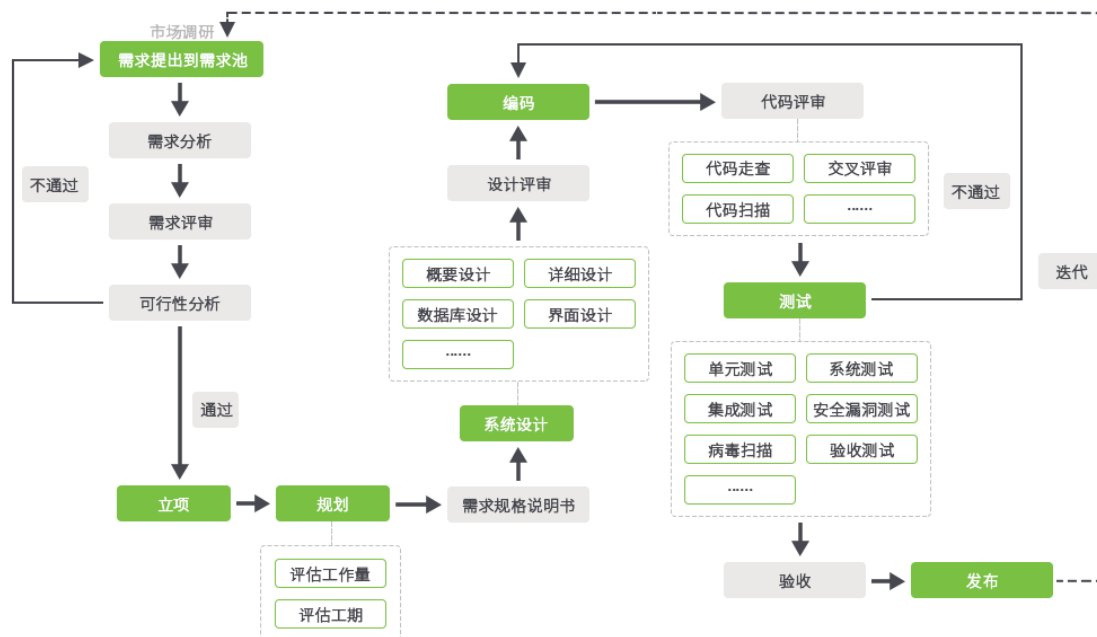 市场调研
需求提出到需求池
需求分析
不通过
需求评审
可行性分析
通过
立项
规划
评估工作量
评估工期
需求规格说明书
系统设计
概要设计
详细设计
数据库设计
界面设计
……
设计评审
编码
代码评审
代码走查
交叉评审
代码扫描
……
不通过
迭代
测试
单元测试
系统测试
集成测试
安全漏洞测试
病毒扫描
验收测试
……
验收
发布